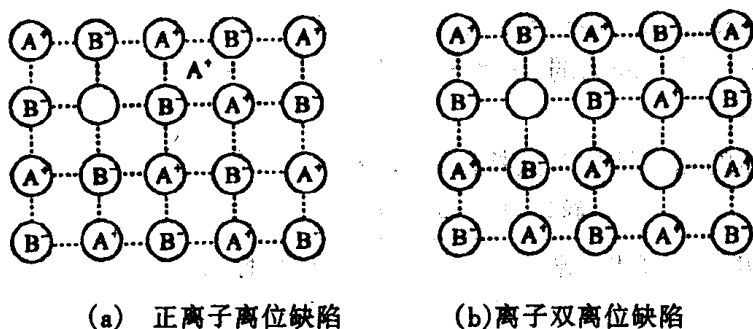 A⁺ B⁻ A⁺ B⁻ A⁺
A⁺
B⁻ B⁻ A⁺ B⁻
A⁺ B⁻ A⁺ B⁻ A⁺
B⁻ A⁺ B⁻ A⁺ B⁻
(a) 正离子离位缺陷
A⁺ B⁻ A⁺ B⁻ A⁺
B⁻ B⁻ A⁺ B⁻
A⁺ B⁻ A⁺ A⁺
B⁻ A⁺ B⁻ A⁺ B⁻
(b)离子双离位缺陷